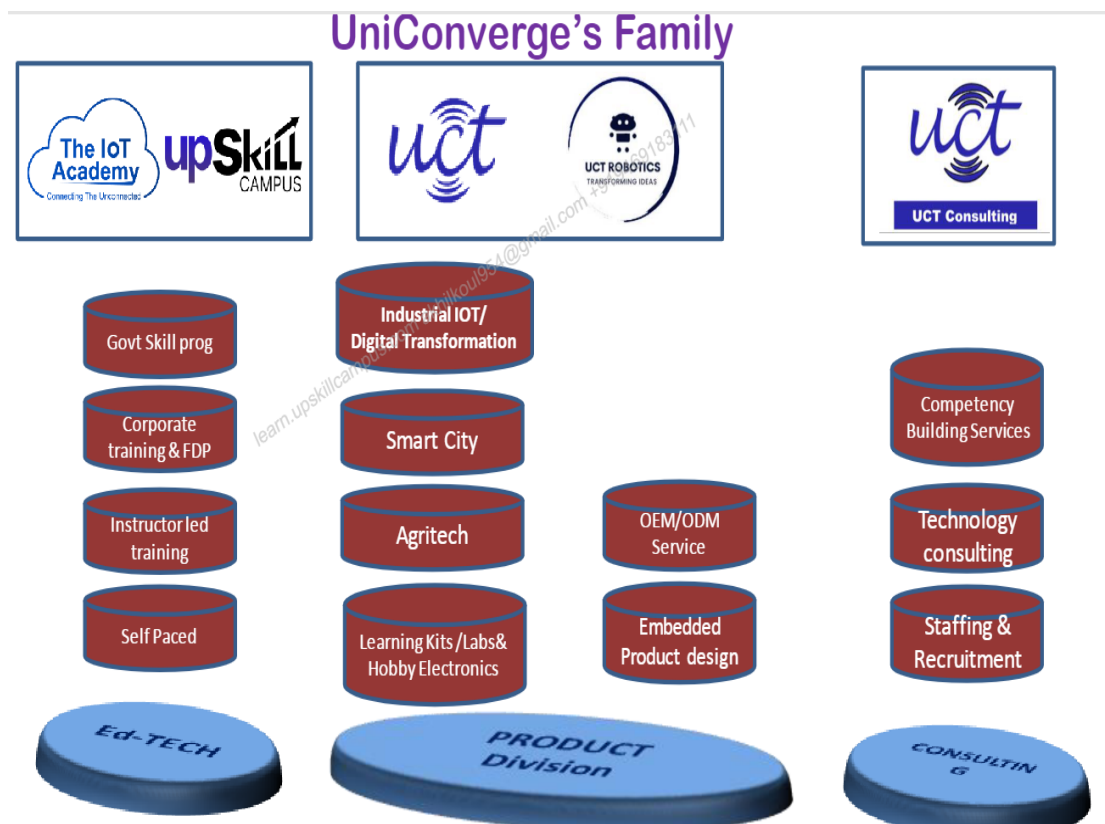 UniConverge's Family
The IoT
Academy
Connecting The Unconnected
upSkill
CAMPUS
uct
UCT ROBOTICS
TRANSFORMING IDEAS
uct
UCT Consulting
Govt Skill prog
Corporate
training & FDP
Instructor led
training
Self Paced
Industrial IOT/
Digital Transformation
Smart City
Agritech
Learning Kits /Labs&
Hobby Electronics
OEM/ODM
Service
Embedded
Product design
Competency
Building Services
Technology
consulting
Staffing &
Recruitment
Ed-TECH
PRODUCT
Division
CONSULTIN
G